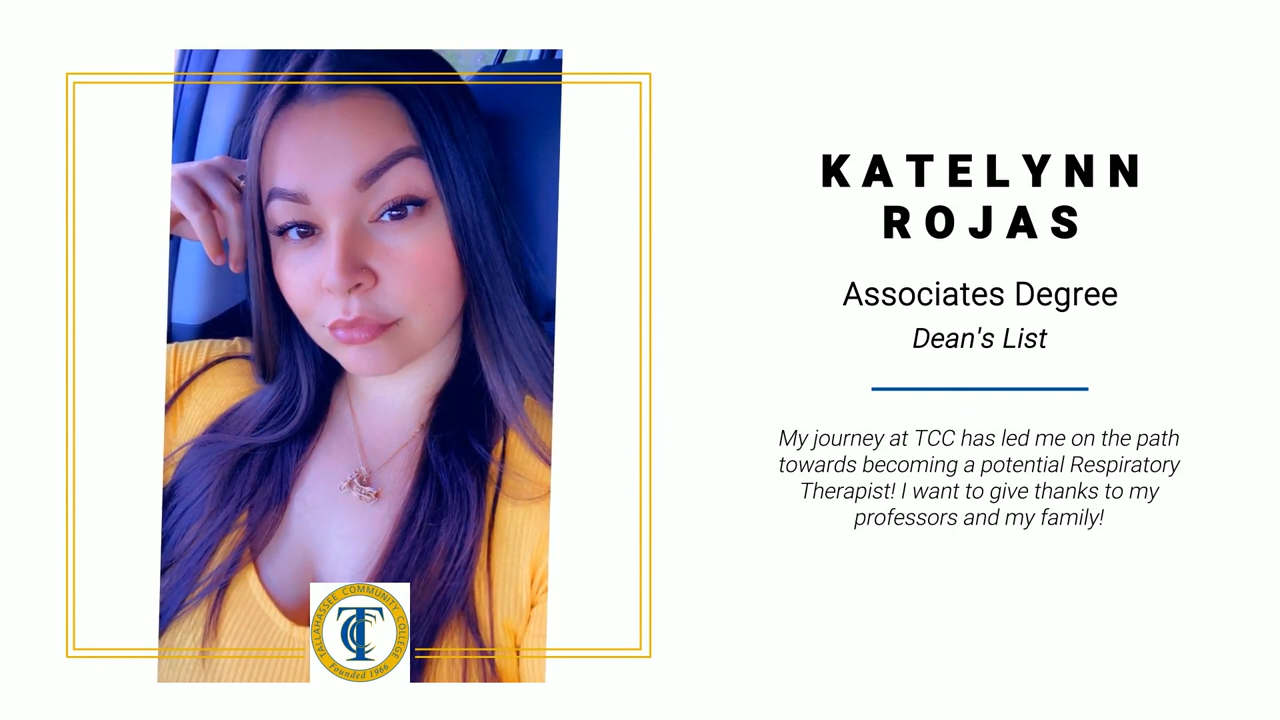 KATELYNN
ROJAS
Associates Degree
Dean's List
My journey at TCC has led me on the path
towards becoming a potential Respiratory
Therapist! I want to give thanks to my
professors and my family!
TALLAHASSEE COMMUNITY COLLEGE
TCC
Founded 1966